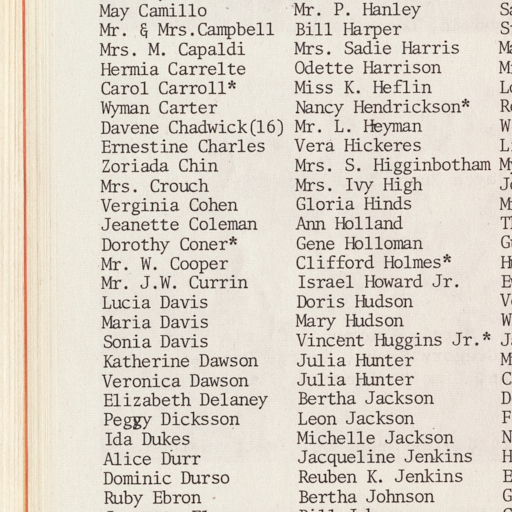 May Camillo
Mr. & Mrs.Campbell
Mrs. M. Capaldi
Hermia Carrelte
Carol Carroll*
Wyman Carter
Davene Chadwick(16)
Ernestine Charles
Zoriada Chin
Mrs. Crouch
Verginia Cohen
Jeanette Coleman
Dorothy Coner*
Mr. W. Cooper
Mr. J.W. Currin
Lucia Davis
Maria Davis
Sonia Davis
Katherine Dawson
Veronica Dawson
Elizabeth Delaney
Peggy Dicksson
Ida Dukes
Alice Durr
Dominic Durso
Ruby Ebron
Mr. P. Hanley
Bill Harper
Mrs. Sadie Harris
Odette Harrison
Miss K. Heflin
Nancy Hendrickson*
Mr. L. Heyman
Vera Hickeres
Mrs. S. Higginbotham
Mrs. Ivy High
Gloria Hinds
Ann Holland
Gene Holloman
Clifford Holmes*
Israel Howard Jr.
Doris Hudson
Mary Hudson
Vincent Huggins Jr.*
Julia Hunter
Julia Hunter
Bertha Jackson
Leon Jackson
Michelle Jackson
Jacqueline Jenkins
Reuben K. Jenkins
Bertha Johnson